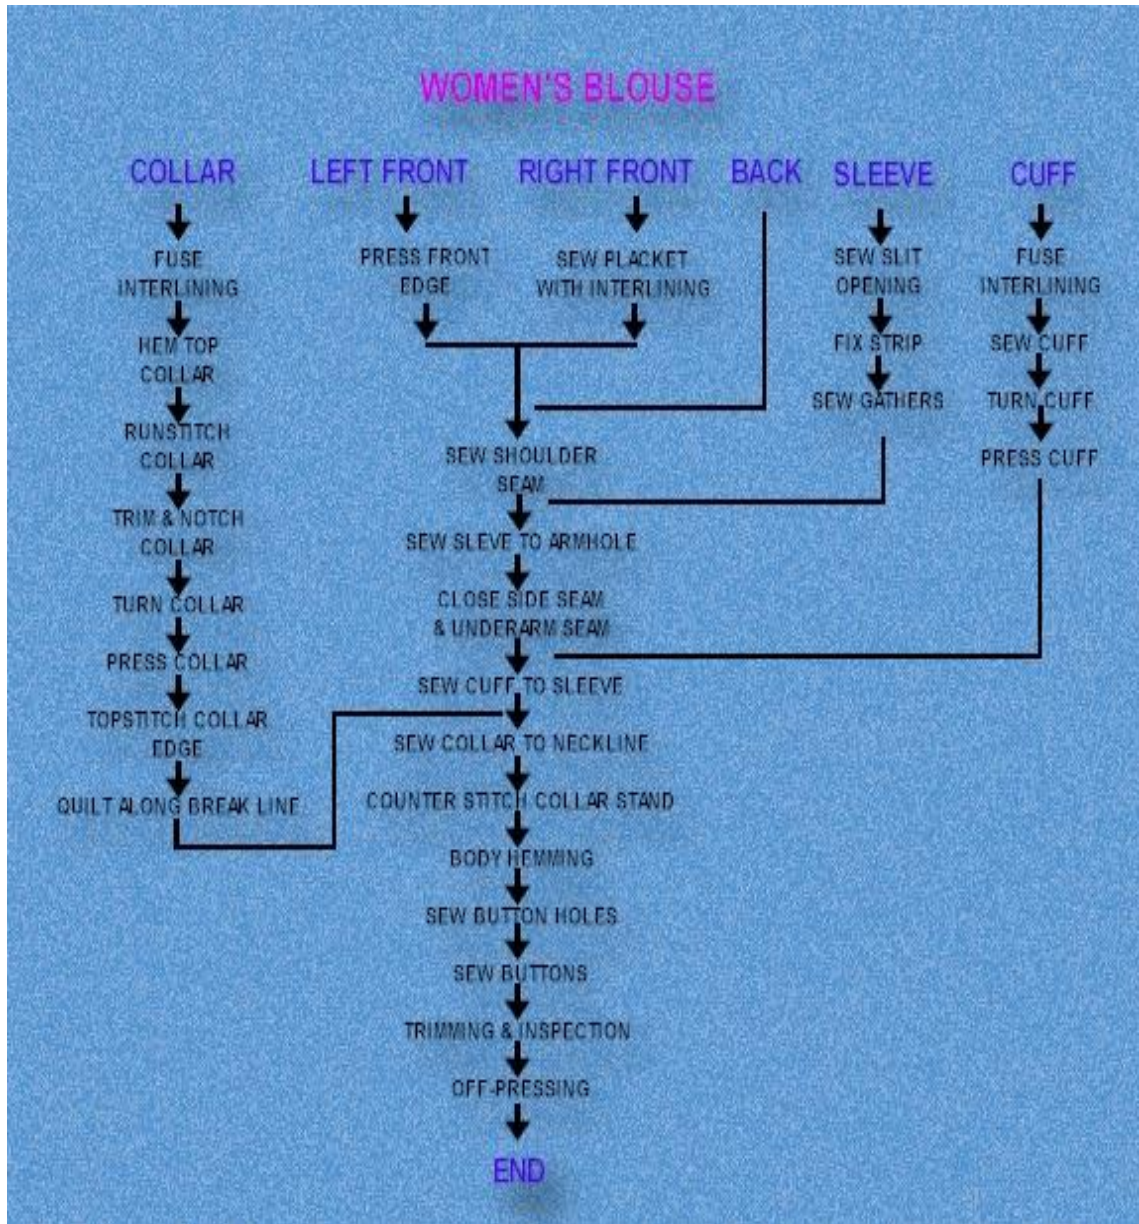 WOMEN'S BLOUSE
COLLAR
FUSE
INTERLINING
HEM TOP
COLLAR
RUNSTITCH
COLLAR
TRIM & NOTCH
COLLAR
TURN COLLAR
PRESS COLLAR
TOPSTITCH COLLAR
EDGE
QUILT ALONG BREAK LINE
LEFT FRONT
PRESS FRONT
EDGE
RIGHT FRONT
SEW PLACKET
WITH INTERLINING
BACK
SLEEVE
SEW SLIT
OPENING
FIX STRIP
SEW GATHERS
CUFF
FUSE
INTERLINING
SEW CUFF
TURN CUFF
PRESS CUFF
SEW SHOULDER
SEAM
SEW SLEVE TO ARMHOLE
CLOSE SIDE SEAM
& UNDERARM SEAM
SEW CUFF TO SLEEVE
SEW COLLAR TO NECKLINE
COUNTER STITCH COLLAR STAND
BODY HEMMING
SEW BUTTON HOLES
SEW BUTTONS
TRIMMING & INSPECTION
OFF-PRESSING
END